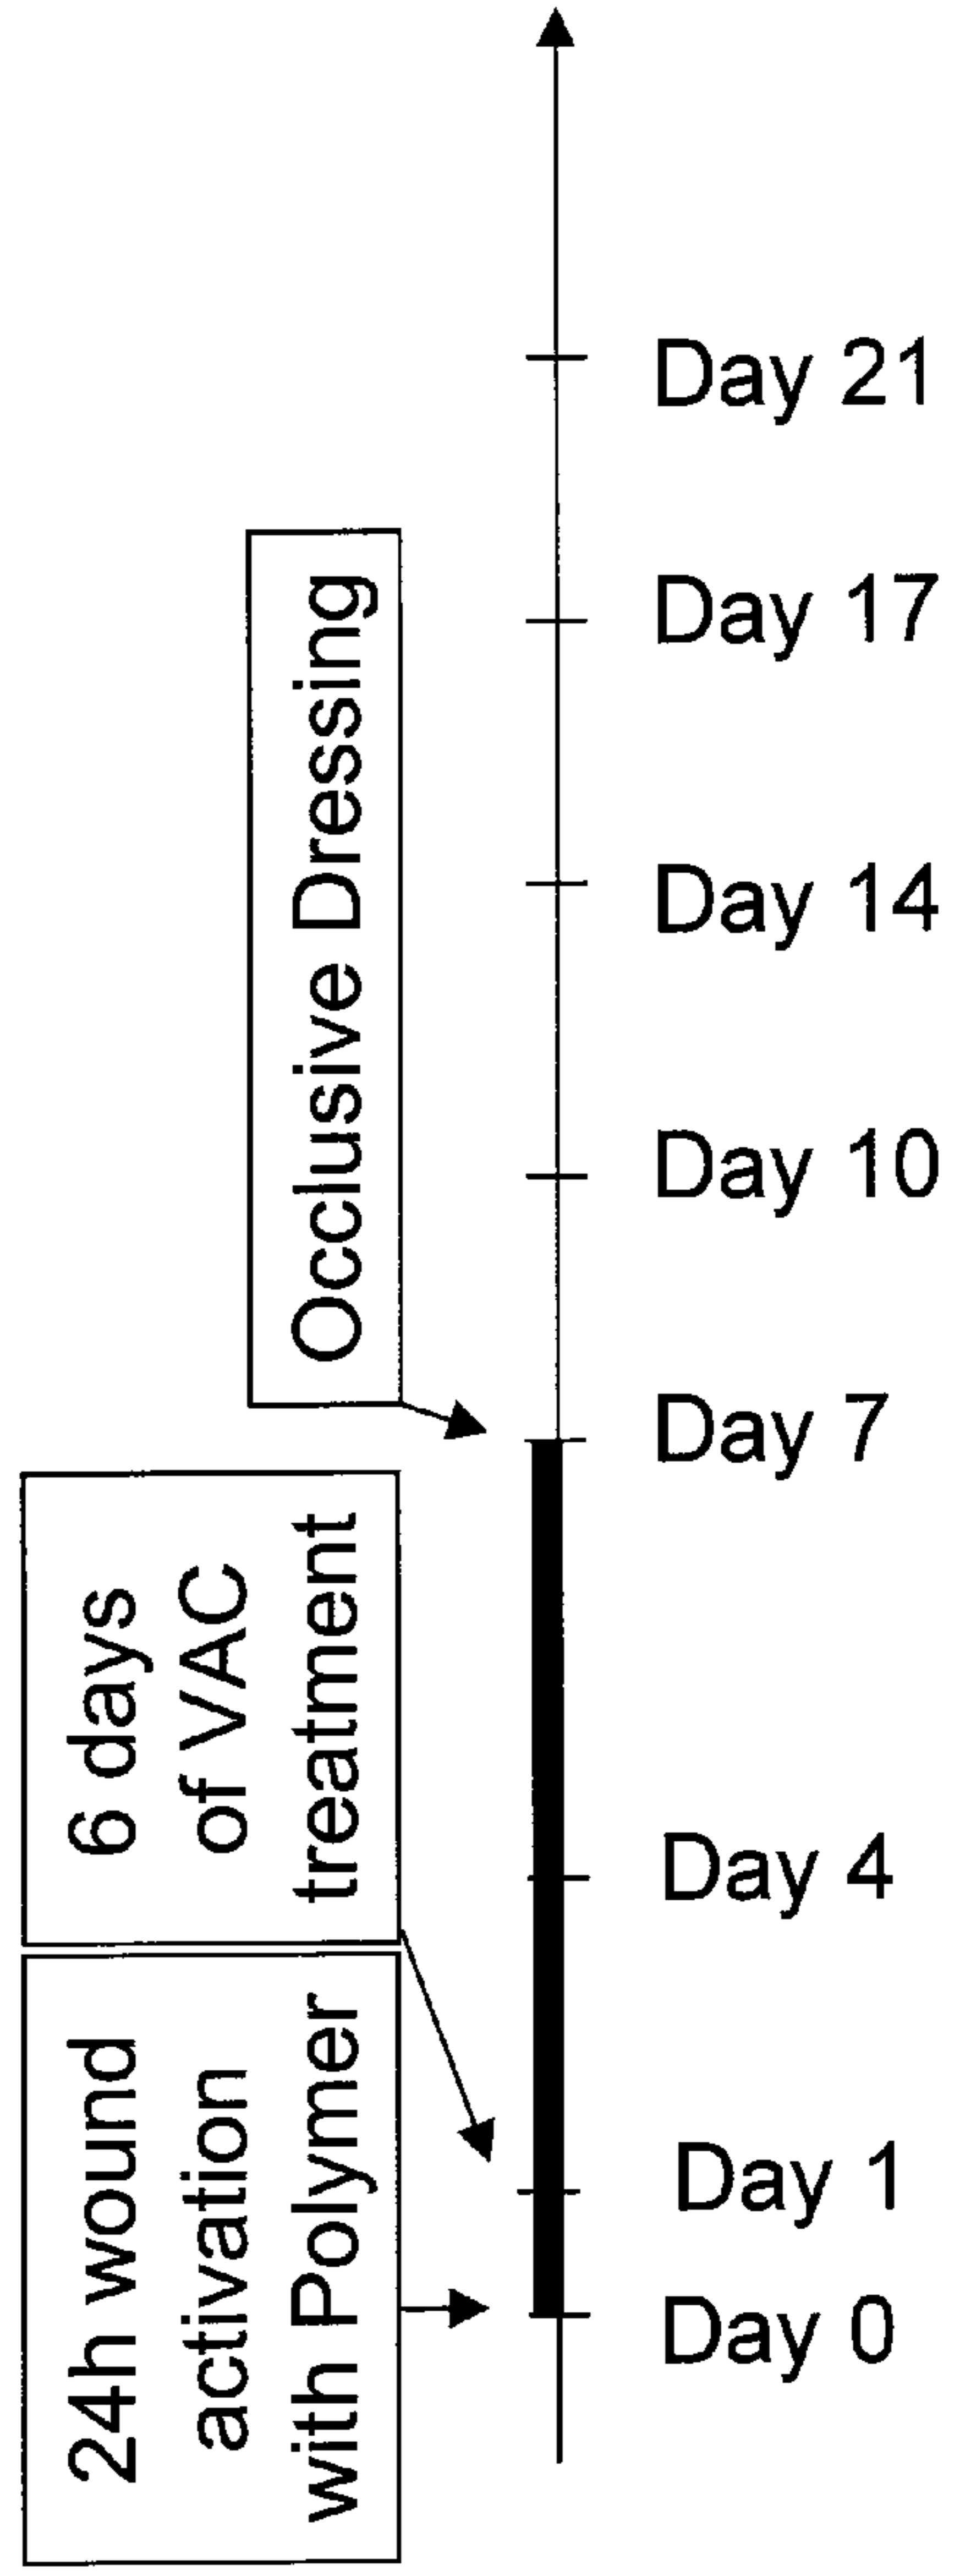 24h wound
activation
with Polymer
6 days
of VAC
treatment
Occlusive Dressing
Day 0
Day 1
Day 4
Day 7
Day 10
Day 14
Day 17
Day 21